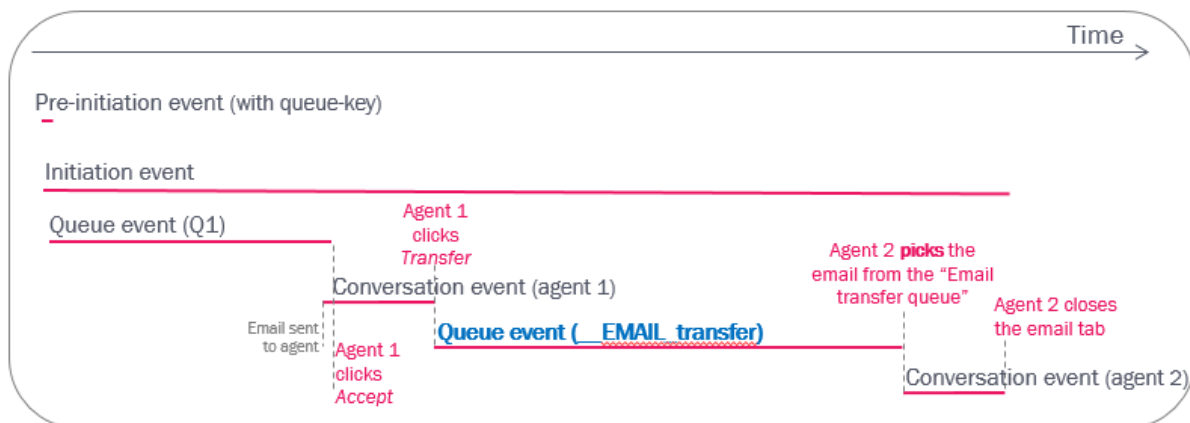 Time
Pre-initiation event (with queue-key)
Initiation event
Queue event (Q1)
Agent 1
clicks
Transfer
Agent 2 picks the
email from the “Email
transfer queue”
Conversation event (agent 1)
Agent 2 closes
the email tab
Email sent
to agent
Queue event (__EMAIL_transfer)
Agent 1
clicks
Accept
Conversation event (agent 2)